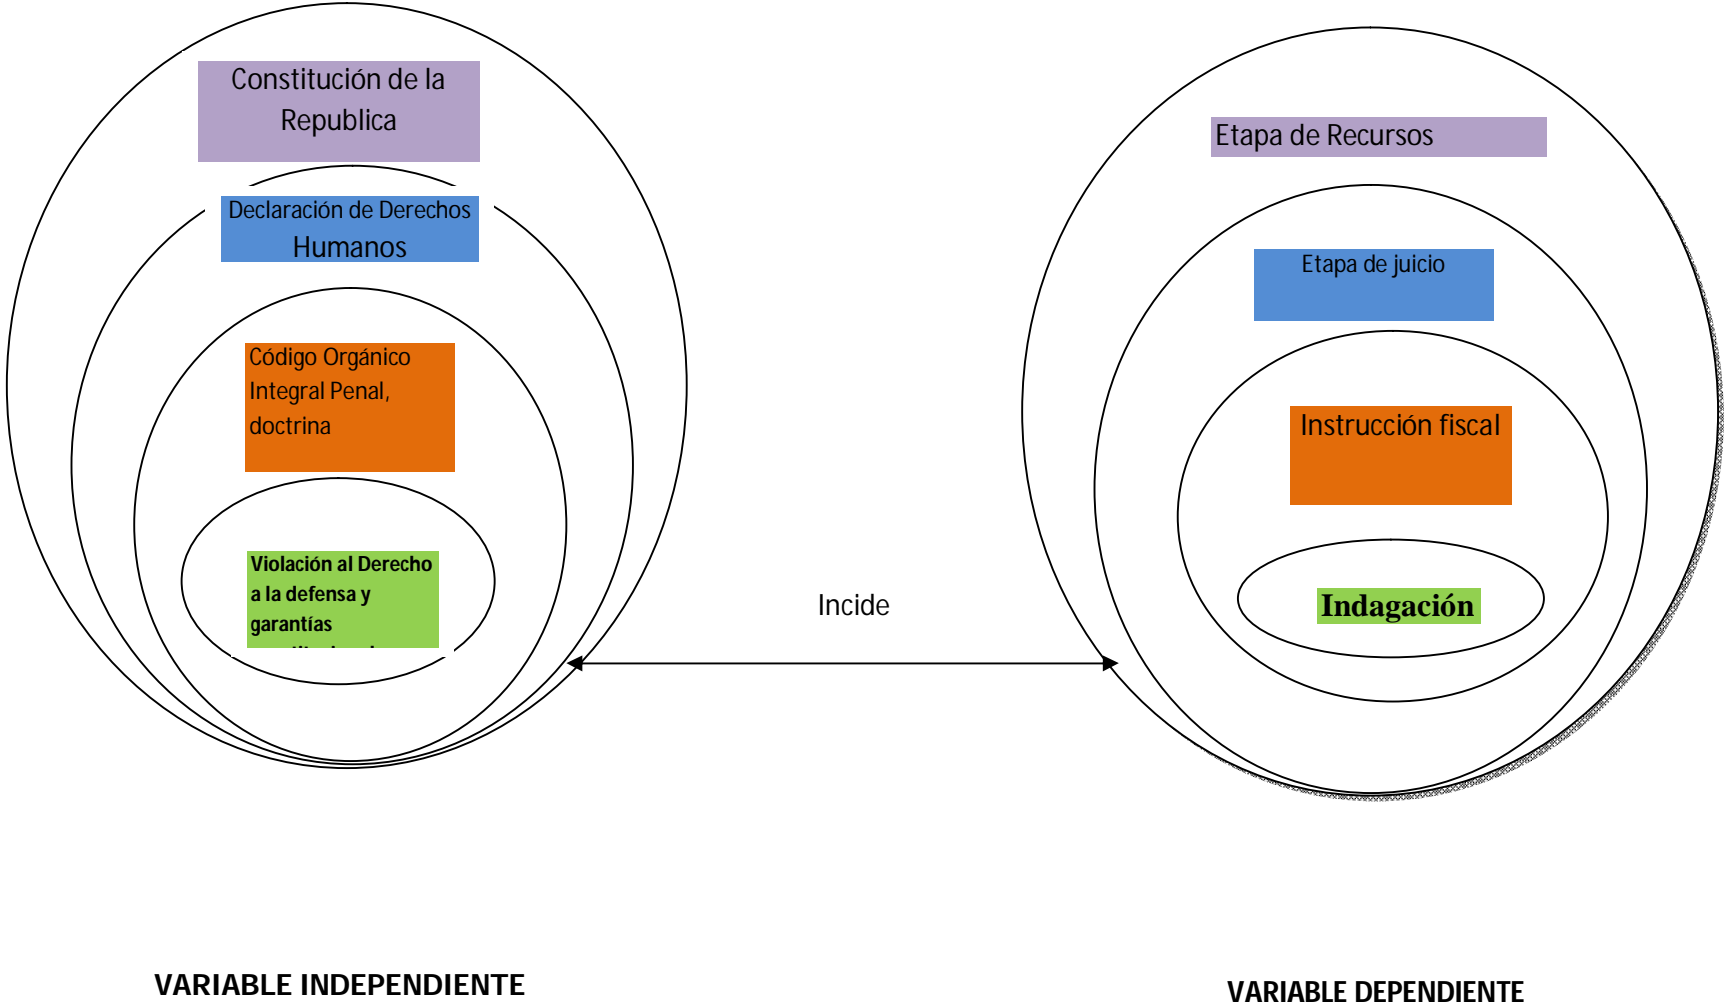 Constitución de la
Republica
Declaración de Derechos
Humanos
Código Orgánico
Integral Penal,
doctrina
Violación al Derecho
a la defensa y
garantías
Incide
Etapa de Recursos
Etapa de juicio
Instrucción fiscal
Indagación
VARIABLE INDEPENDIENTE
VARIABLE DEPENDIENTE